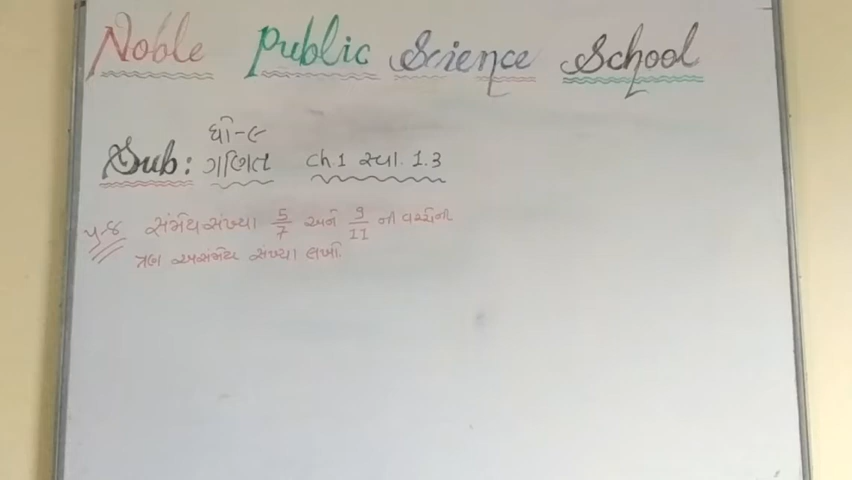 Noble Public Science School
ધો-૯
Sub: ગણિત Ch.1 સ્વા. 1.3
પ્ર-૪ સંમેય સંખ્યા 5/7 અને 9/11 ની વચ્ચેની
ત્રણ અસંમેય સંખ્યા લખો.